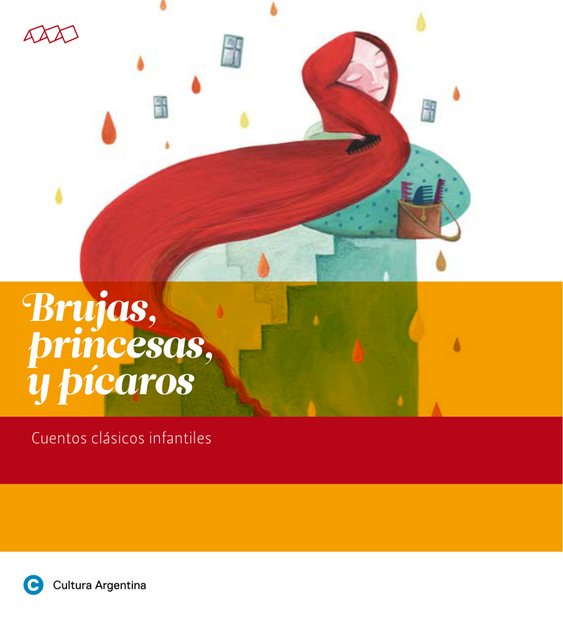 Brujas,
princesas,
y pícaros
Cuentos clásicos infantiles
C Cultura Argentina